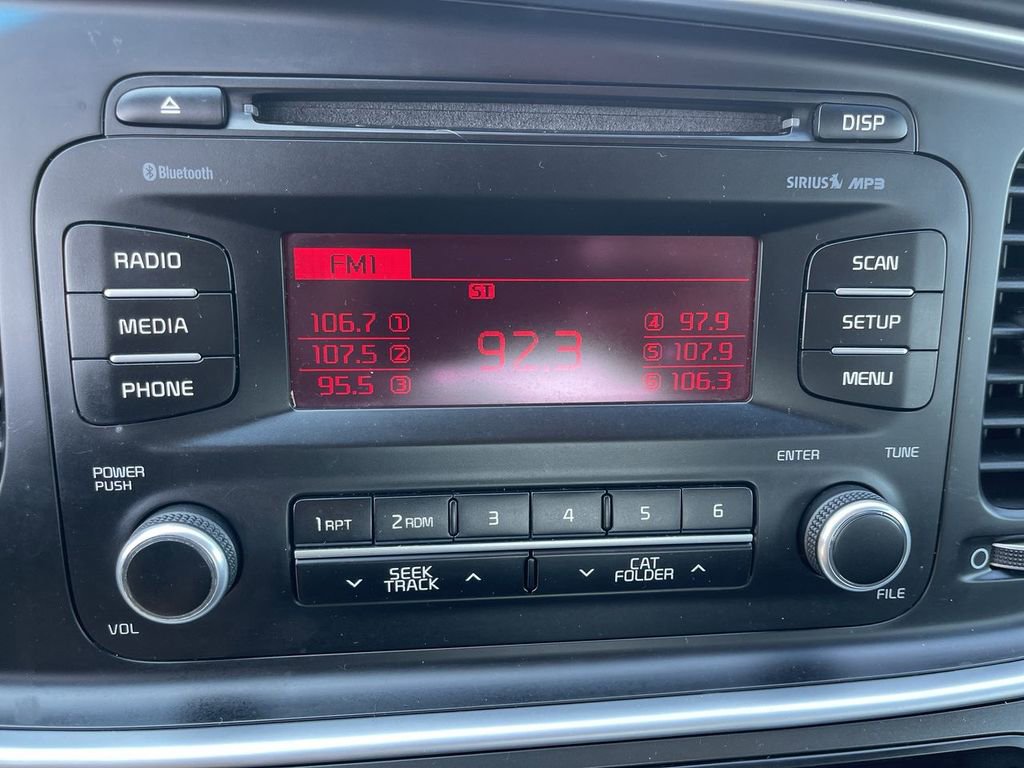 DISP
Bluetooth
SIRIUS MP3
RADIO
MEDIA
PHONE
FM1
ST
106.7 1
107.5 2
95.5 3
92.3
4 97.9
5 107.9
6 106.3
SCAN
SETUP
MENU
POWER
PUSH
VOL
1 RPT
2 RDM
3
4
5
6
SEEK
TRACK
CAT
FOLDER
ENTER
TUNE
FILE